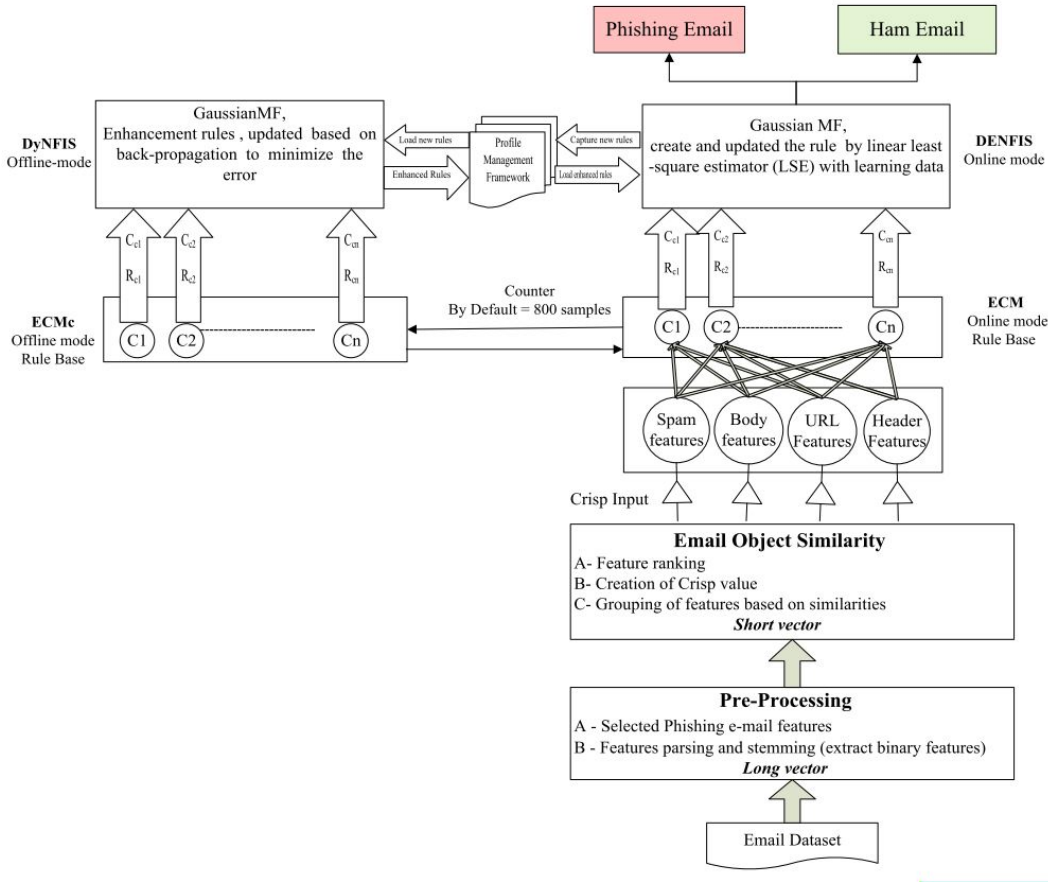 Phishing Email
Ham Email
DyNFIS
Offline-mode
GaussianMF,
Enhancement rules , updated based on
back-propagation to minimize the
error
Load new rules
Enhanced Rules
Profile
Management
Framework
Capture new rules
Load enhanced rules
Gaussian MF,
create and updated the rule by linear least
-square estimator (LSE) with learning data
DENFIS
Online mode
Cc1
Rc1
Cc2
Rc2
Ccn
Rcn
Cc1
Rc1
Cc2
Rc2
Ccn
Rcn
ECMc
Offline mode
Rule Base
C1
C2
Cn
Counter
By Default = 800 samples
C1
C2
Cn
ECM
Online mode
Rule Base
Spam
features
Body
features
URL
Features
Header
Features
Crisp Input
Email Object Similarity
A- Feature ranking
B- Creation of Crisp value
C- Grouping of features based on similarities
Short vector
Pre-Processing
A - Selected Phishing e-mail features
B - Features parsing and stemming (extract binary features)
Long vector
Email Dataset